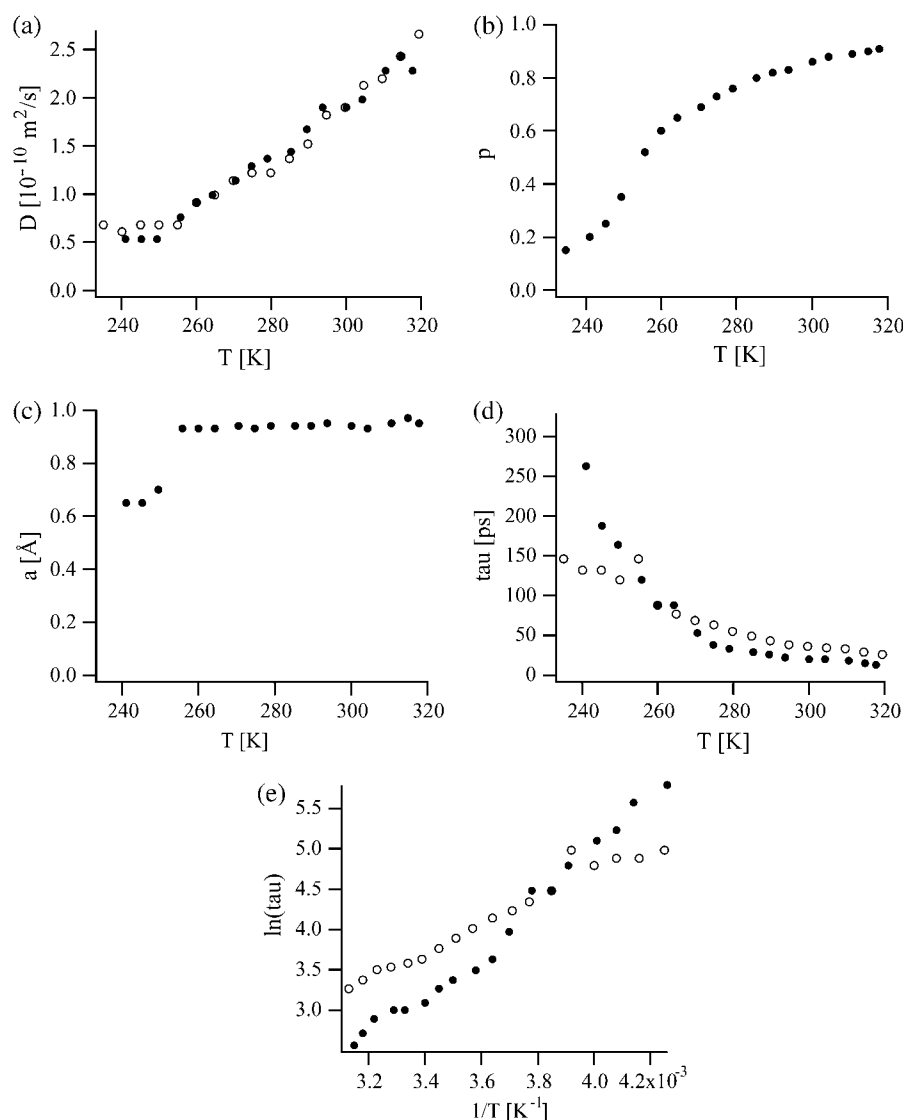 (a)
2.5
2.0
1.5
1.0
0.5
0.0
D [10⁻¹⁰ m²/s]
240 260 280 300 320
T [K]
(b)
1.0
0.8
0.6
0.4
0.2
0.0
p
240 260 280 300 320
T [K]
(c)
1.0
0.8
0.6
0.4
0.2
0.0
a [Å]
240 260 280 300 320
T [K]
(d)
300
250
200
150
100
50
0
tau [ps]
240 260 280 300 320
T [K]
(e)
5.5
5.0
4.5
4.0
3.5
3.0
ln(tau)
3.2 3.4 3.6 3.8 4.0 4.2x10⁻³
1/T [K⁻¹]